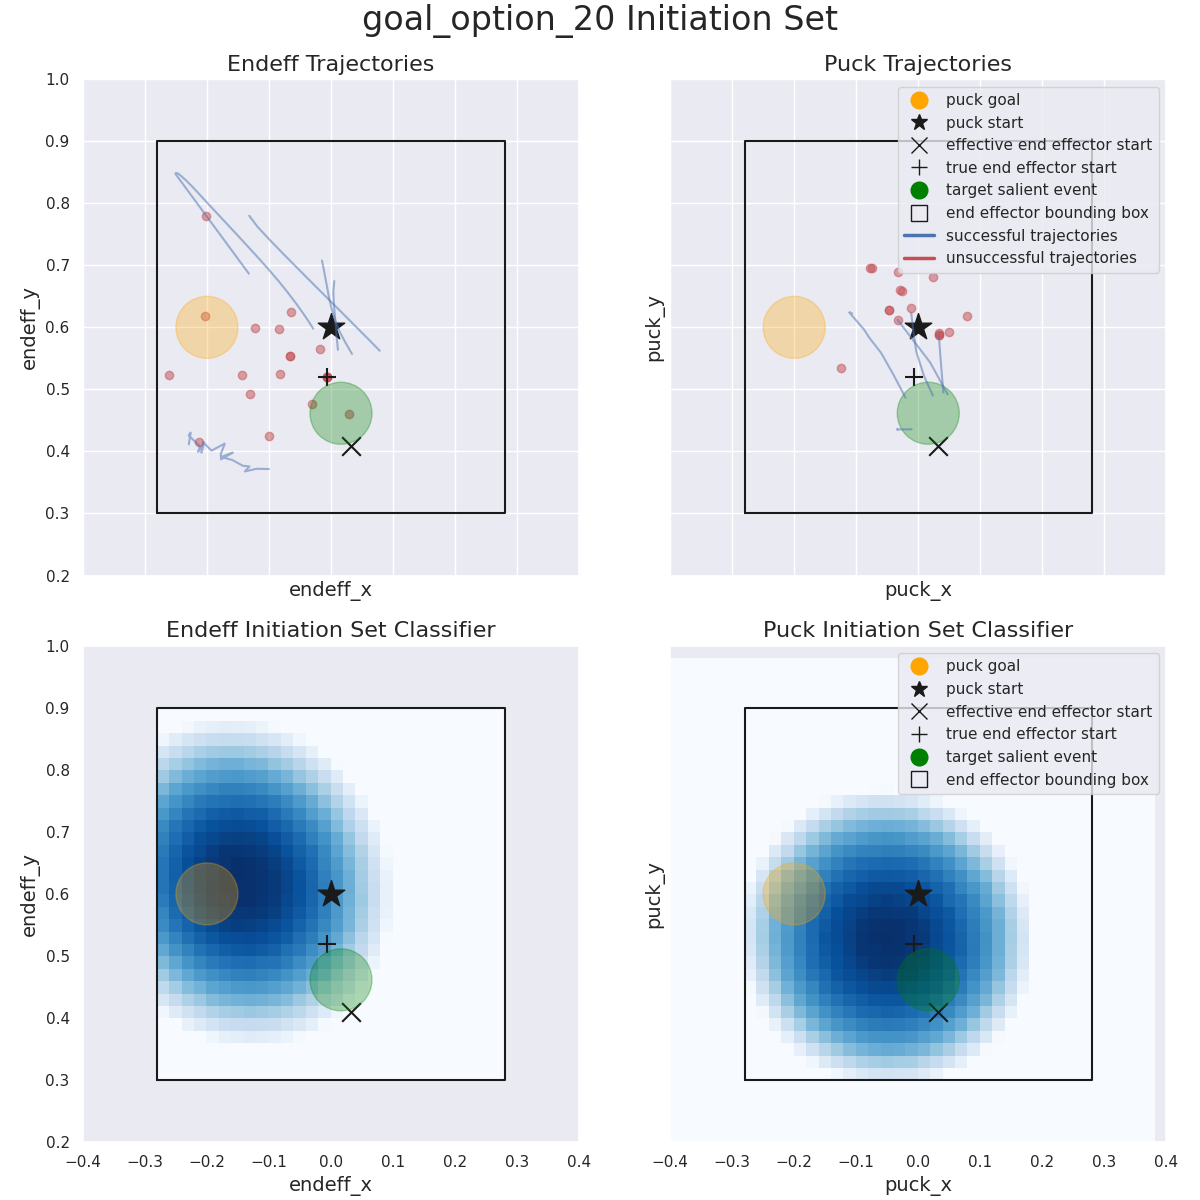 goal_option_20 Initiation Set
Endeff Trajectories
1.0
0.9
0.8
0.7
0.6
0.5
0.4
0.3
0.2
endeff_y
endeff_x
Puck Trajectories
puck goal
puck start
effective end effector start
true end effector start
target salient event
end effector bounding box
successful trajectories
unsuccessful trajectories
puck_y
puck_x
Endeff Initiation Set Classifier
1.0
0.9
0.8
0.7
0.6
0.5
0.4
0.3
0.2
endeff_y
−0.4 −0.3 −0.2 −0.1 0.0 0.1 0.2 0.3 0.4
endeff_x
Puck Initiation Set Classifier
puck goal
puck start
effective end effector start
true end effector start
target salient event
end effector bounding box
puck_y
−0.4 −0.3 −0.2 −0.1 0.0 0.1 0.2 0.3 0.4
puck_x